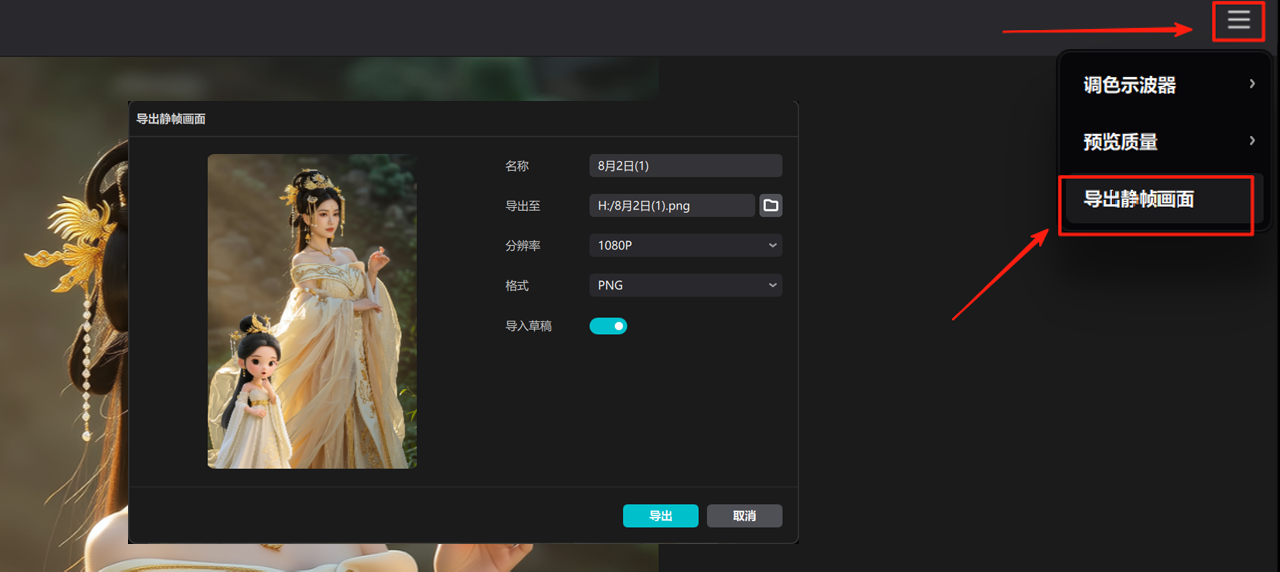 调色示波器
预览质量
导出静帧画面
导出静帧画面
名称
8月2日(1)
导出至
H:/8月2日(1).png
分辨率
1080P
格式
PNG
导入草稿
导出
取消